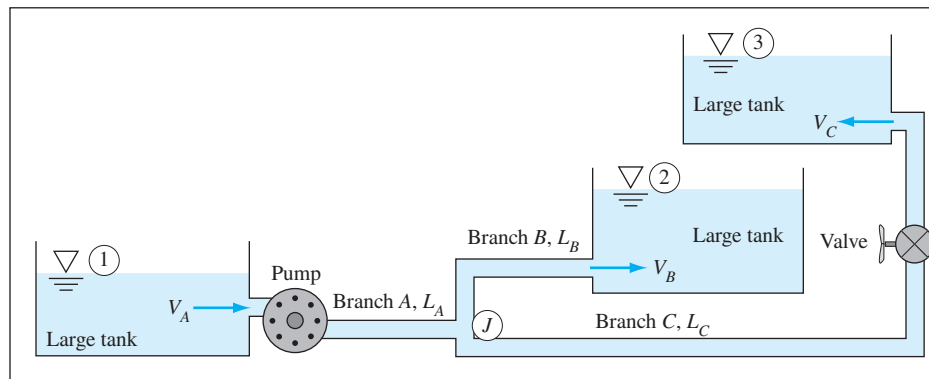 3
Large tank
V_C
2
Branch B, L_B
Large tank
Valve
V_B
1
Pump
V_A
Branch A, L_A
J
Branch C, L_C
Large tank